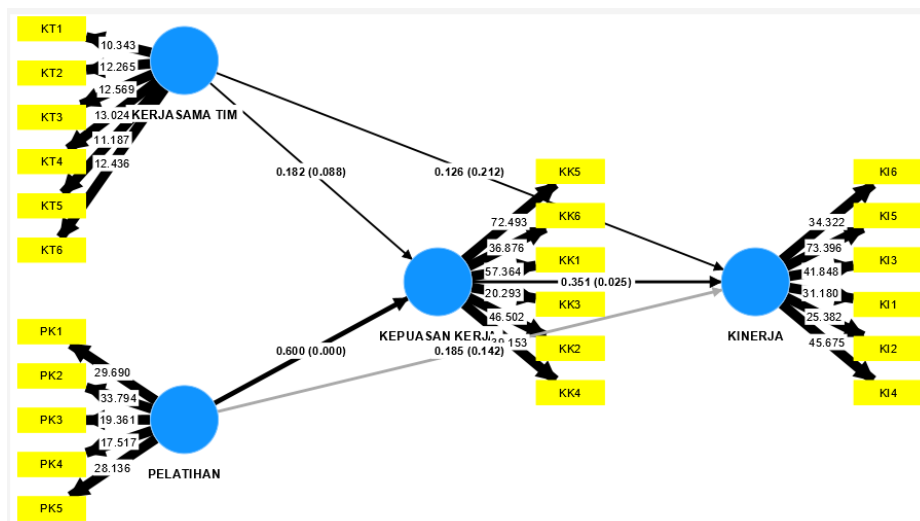 KT1
KT2
KT3
KT4
KT5
KT6
10.343
12.265
12.569
13.024
11.187
12.436
KERJASAMA TIM
0.182 (0.088)
0.126 (0.212)
PK1
PK2
PK3
PK4
PK5
29.690
33.794
19.361
17.517
28.136
PELATIHAN
0.600 (0.000)
0.185 (0.142)
KEPUASAN KERJA
0.351 (0.025)
KK5
KK6
KK1
KK3
KK2
KK4
72.493
36.876
57.364
20.293
46.502
KINERJA
34.322
73.396
41.848
31.180
25.382
45.675
KI6
KI5
KI3
KI1
KI2
KI4